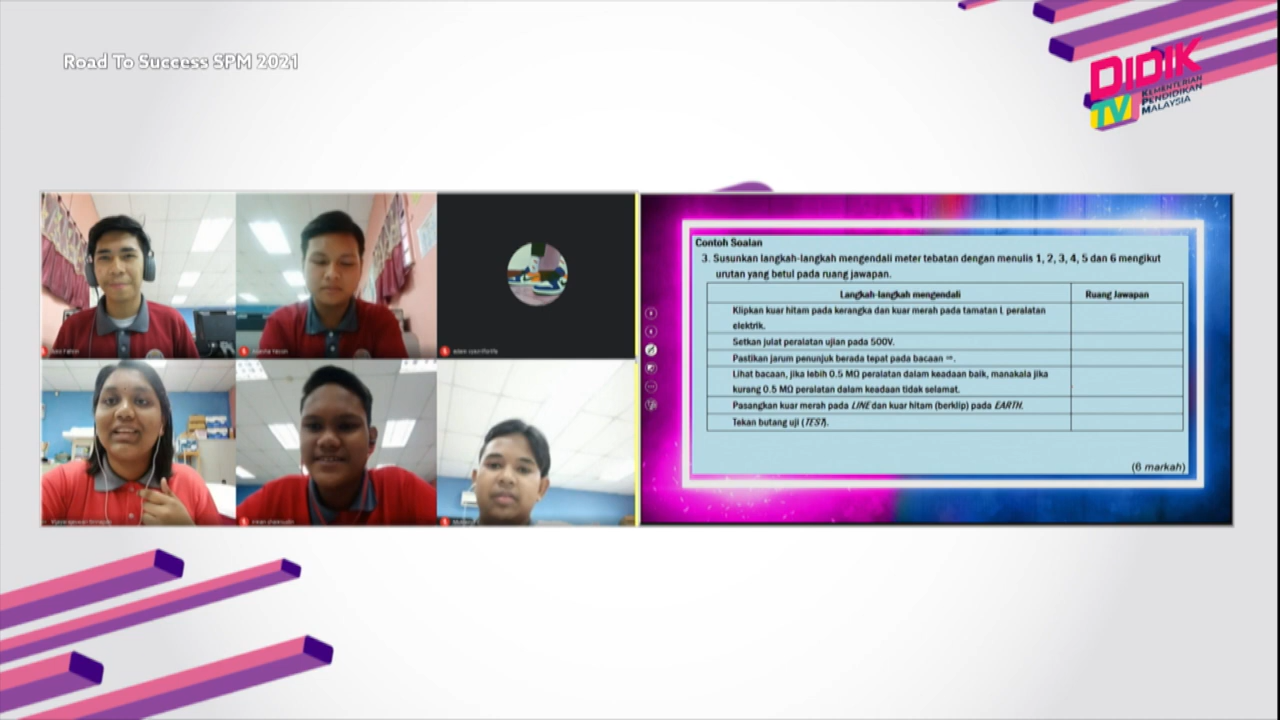 Road To Success SPM 2021
DIDIK
TV
KEMENTERIAN
PENDIDIKAN
MALAYSIA
Contoh Soalan
3. Susunkan langkah-langkah mengendali meter tebatan dengan menulis 1, 2, 3, 4, 5 dan 6 mengikut
urutan yang betul pada ruang jawapan.
Langkah-langkah mengendali Ruang Jawapan
Klipkan kuar hitam pada kerangka dan kuar merah pada tamatan L peralatan
elektrik.
Setkan julat peralatan ujian pada 500V.
Pastikan jarum penunjuk berada tepat pada bacaan ∞.
Lihat bacaan, jika lebih 0.5 MΩ peralatan dalam keadaan baik, manakala jika
kurang 0.5 MΩ peralatan dalam keadaan tidak selamat.
Pasangkan kuar merah pada LINE dan kuar hitam (berklip) pada EARTH.
Tekan butang uji (TEST).
(6 markah)